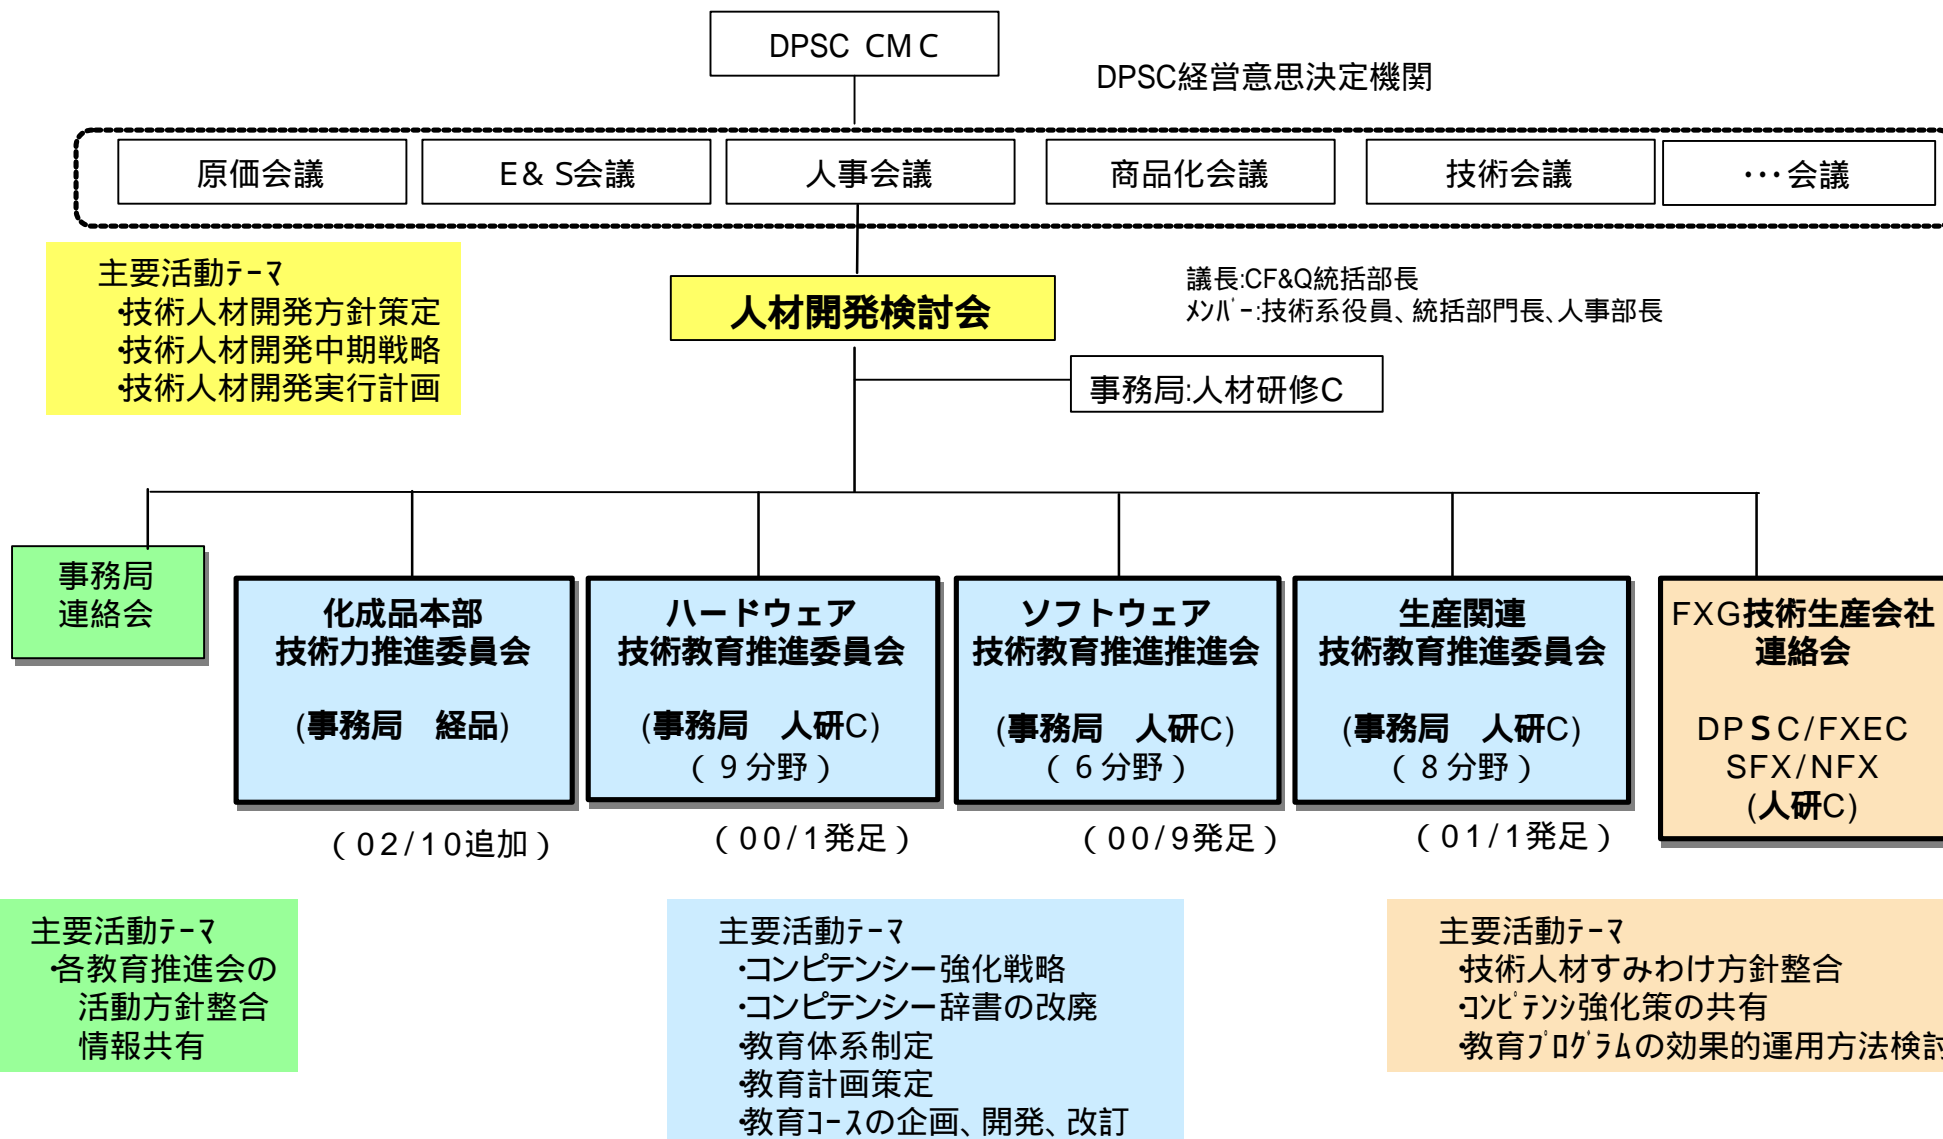 DPSC CMC
DPSC経営意思決定機関
原価会議
E& S会議
人事会議
商品化会議
技術会議
･･･会議
主要活動ﾃｰﾏ
・技術人材開発方針策定
・技術人材開発中期戦略
・技術人材開発実行計画
人材開発検討会
議長:CF&Q統括部長
ﾒﾝﾊﾞｰ:技術系役員、統括部門長、人事部長
事務局:人材研修C
事務局
連絡会
化成品本部
技術力推進委員会
(事務局　経品)
(02/10追加)
ハードウェア
技術教育推進委員会
(事務局　人研C)
(9分野)
(00/1発足)
ソフトウェア
技術教育推進推進会
(事務局　人研C)
(6分野)
(00/9発足)
生産関連
技術教育推進委員会
(事務局　人研C)
(8分野)
(01/1発足)
FXG技術生産会社
連絡会
DPSC/FXEC
SFX/NFX
(人研C)
主要活動ﾃｰﾏ
・各教育推進会の
活動方針整合
情報共有
主要活動ﾃｰﾏ
・コンピテンシー強化戦略
・コンピテンシー辞書の改廃
・教育体系制定
・教育計画策定
・教育ｺｰｽの企画、開発、改訂
主要活動ﾃｰﾏ
・技術人材すみわけ方針整合
・ｺﾝﾋﾟﾃﾝｼ強化策の共有
・教育ﾌﾟﾛｸﾞﾗﾑの効果的運用方法検討